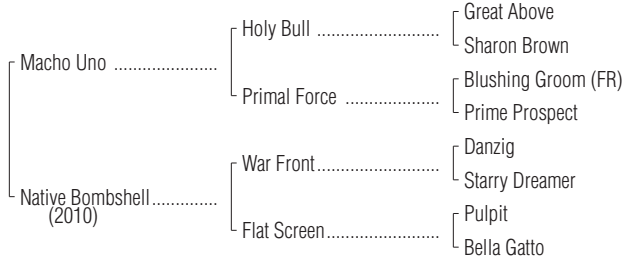 Great Above
Holy Bull ..........................
Sharon Brown
Macho Uno ......................
Blushing Groom (FR)
Primal Force ....................
Prime Prospect
Danzig
War Front..........................
Starry Dreamer
Native Bombshell..............
(2010)
Pulpit
Flat Screen........................
Bella Gatto